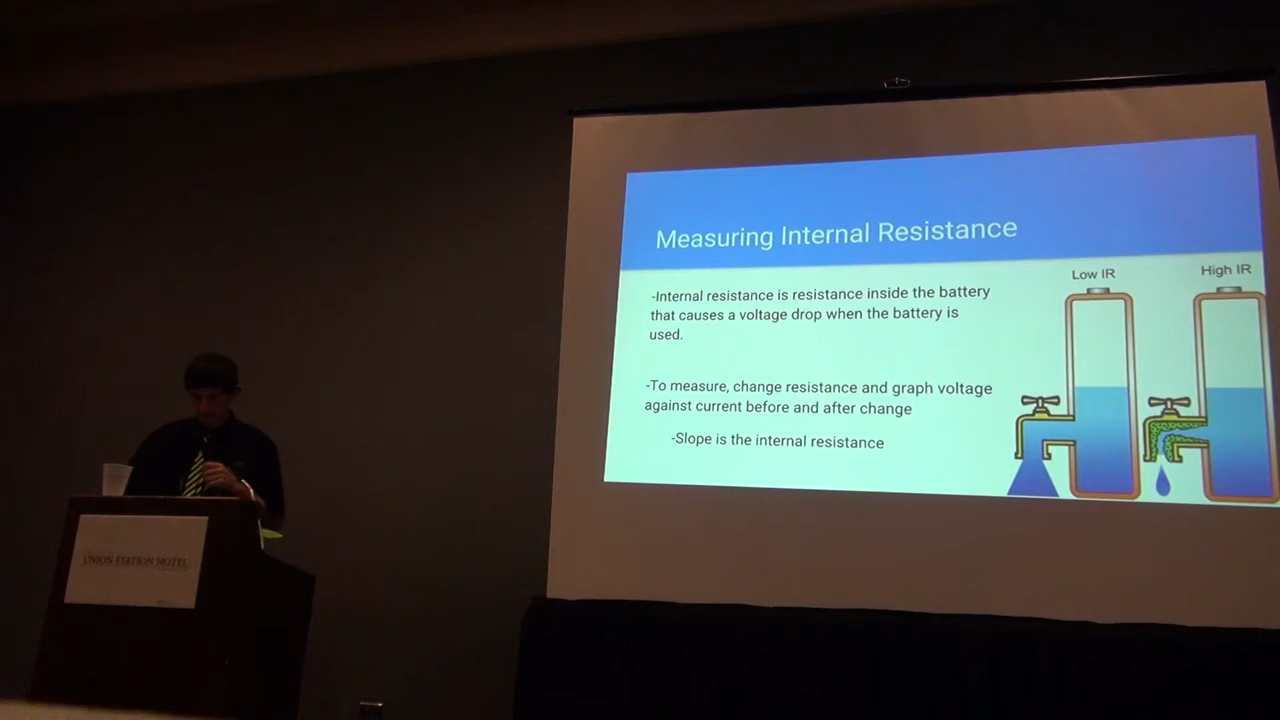 Measuring Internal Resistance
Low IR
High IR
-Internal resistance is resistance inside the battery
that causes a voltage drop when the battery is
used.
-To measure, change resistance and graph voltage
against current before and after change
-Slope is the internal resistance
UNION STATION HOTEL